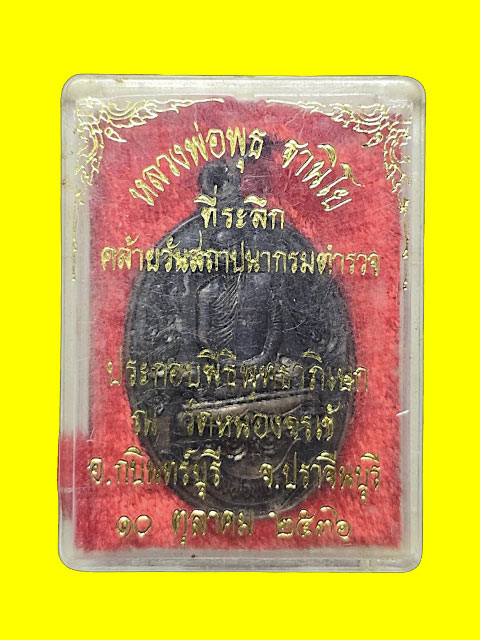 หลวงพ่อพุธ ฐานิโย
ที่ระลึก
คล้ายวันสถาปนากรมตำรวจ
ประกอบพิธีพุทธาภิเษก
ณ วัดหนองจรเข้
อ.กบินทร์บุรี จ.ปราจีนบุรี
๑๐ ตุลาคม ๒๕๓๖